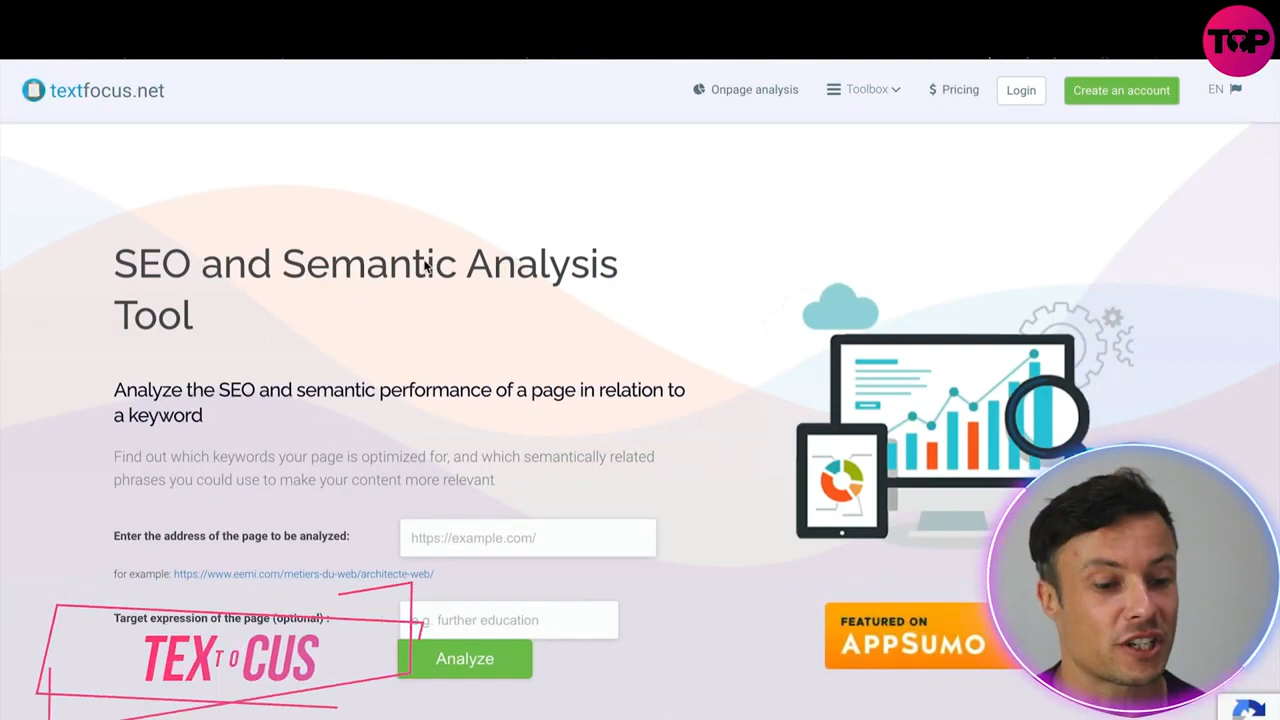 TOP
textfocus.net
Onpage analysis
Toolbox
$ Pricing
Login
Create an account
EN
SEO and Semantic Analysis
Tool
Analyze the SEO and semantic performance of a page in relation to
a keyword
Find out which keywords your page is optimized for, and which semantically related
phrases you could use to make your content more relevant
Enter the address of the page to be analyzed:
https://example.com/
for example: https://www.eemi.com/metiers-du-web/architecte-web/
Target expression of the page (optional) :
e.g. further education
Analyze
TEXTOCUS
FEATURED ON
APPSUMO